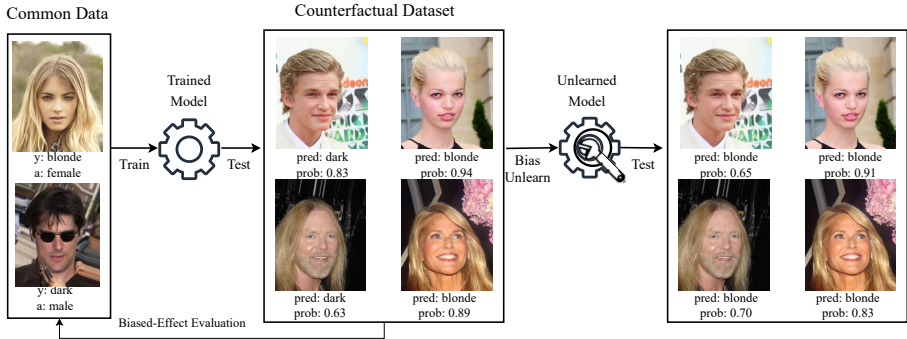 Common Data
y: blonde
a: female
y: dark
a: male
Train
Trained
Model
Test
Counterfactual Dataset
pred: dark
prob: 0.83
pred: blonde
prob: 0.94
pred: dark
prob: 0.63
pred: blonde
prob: 0.89
Biased-Effect Evaluation
Bias
Unlearn
Unlearned
Model
Test
pred: blonde
prob: 0.65
pred: blonde
prob: 0.91
pred: blonde
prob: 0.70
pred: blonde
prob: 0.83